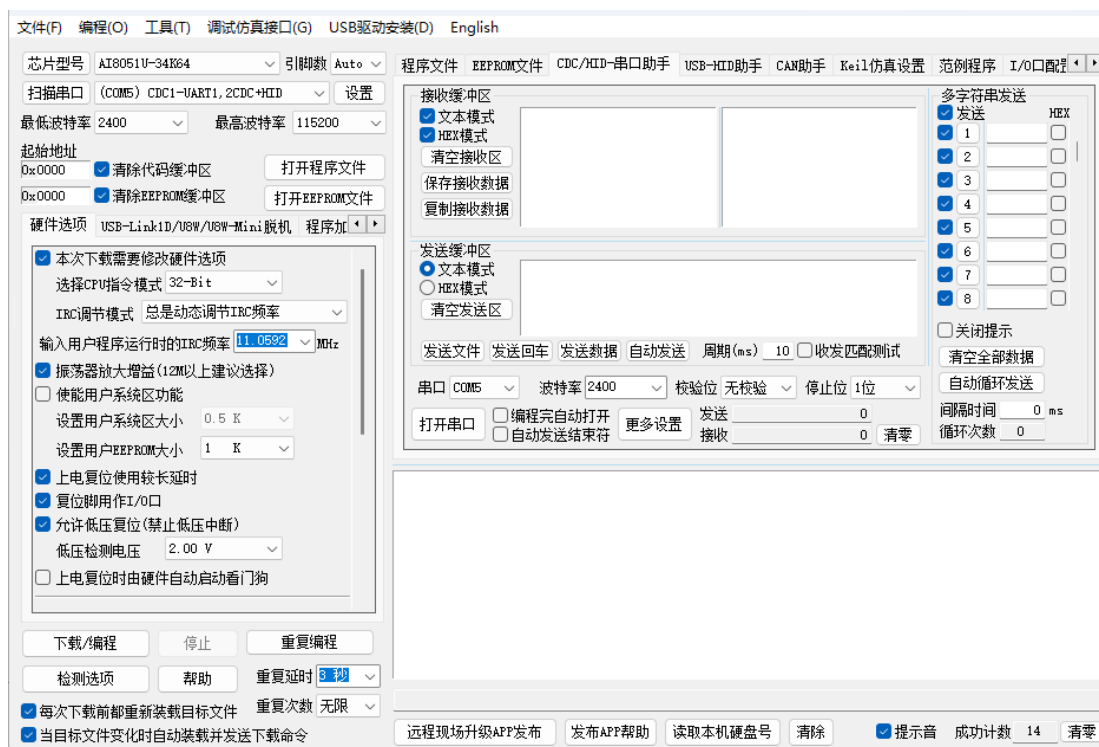 文件(F) 编程(O) 工具(T) 调试仿真接口(G) USB驱动安装(D) English
芯片型号 AI8051U-34K64 引脚数 Auto
扫描串口 (COM5) CDC1-UART1,2CDC+HID 设置
最低波特率 2400 最高波特率 115200
起始地址
0x0000 清除代码缓冲区 打开程序文件
0x0000 清除EEPROM缓冲区 打开EEPROM文件
硬件选项 USB-Link1D/U8W/U8W-Mini脱机 程序加
本次下载需要修改硬件选项
选择CPU指令模式 32-Bit
IRC调节模式 总是动态调节IRC频率
输入用户程序运行时的IRC频率 11.0592 MHz
振荡器放大增益(12M以上建议选择)
使能用户系统区功能
设置用户系统区大小 0.5 K
设置用户EEPROM大小 1 K
上电复位使用较长延时
复位脚用作I/O口
允许低压复位(禁止低压中断)
低压检测电压 2.00 V
上电复位时由硬件自动启动看门狗
下载/编程 停止 重复编程
检测选项 帮助 重复延时 3 秒
每次下载前都重新装载目标文件 重复次数 无限
当目标文件变化时自动装载并发送下载命令
程序文件 EEPROM文件 CDC/HID-串口助手 USB-HID助手 CAN助手 Keil仿真设置 范例程序 I/O口配
接收缓冲区
文本模式
HEX模式
清空接收区
保存接收数据
复制接收数据
发送缓冲区
文本模式
HEX模式
清空发送区
发送文件 发送回车 发送数据 自动发送 周期(ms) 10 收发匹配测试
串口 COM5 波特率 2400 校验位 无校验 停止位 1位
打开串口 编程完自动打开 更多设置 发送 0
自动发送结束符 接收 0 清零
多字符串发送
发送 HEX
1
2
3
4
5
6
7
8
关闭提示
清空全部数据
自动循环发送
间隔时间 0 ms
循环次数 0
远程现场升级APP发布 发布APP帮助 读取本机硬盘号 清除 提示音 成功计数 14 清零